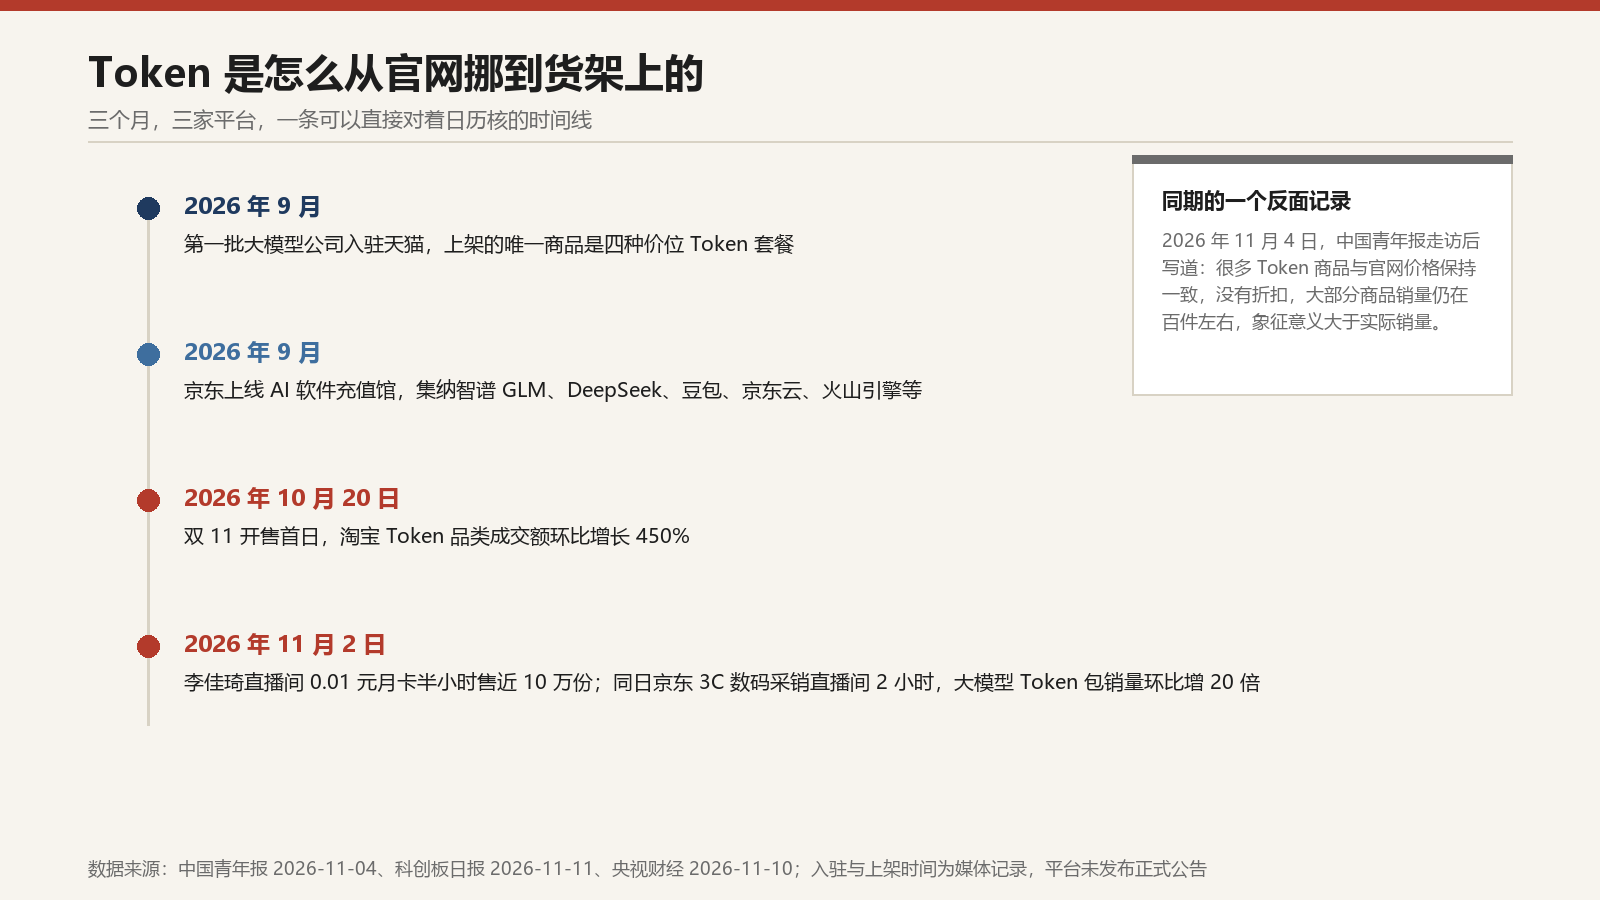 Token 是怎么从官网挪到货架上的
三个月，三家平台，一条可以直接对着日历核的时间线
2026 年 9 月
第一批大模型公司入驻天猫，上架的唯一商品是四种价位 Token 套餐
2026 年 9 月
京东上线 AI 软件充值馆，集纳智谱 GLM、DeepSeek、豆包、京东云、火山引擎等
2026 年 10 月 20 日
双 11 开售首日，淘宝 Token 品类成交额环比增长 450%
2026 年 11 月 2 日
李佳琦直播间 0.01 元月卡半小时售近 10 万份；同日京东 3C 数码采销直播间 2 小时，大模型 Token 包销量环比增 20 倍
同期的一个反面记录
2026 年 11 月 4 日，中国青年报走访后
写道：很多 Token 商品与官网价格保持
一致，没有折扣，大部分商品销量仍在
百件左右，象征意义大于实际销量。
数据来源：中国青年报 2026-11-04、科创板日报 2026-11-11、央视财经 2026-11-10；入驻与上架时间为媒体记录，平台未发布正式公告